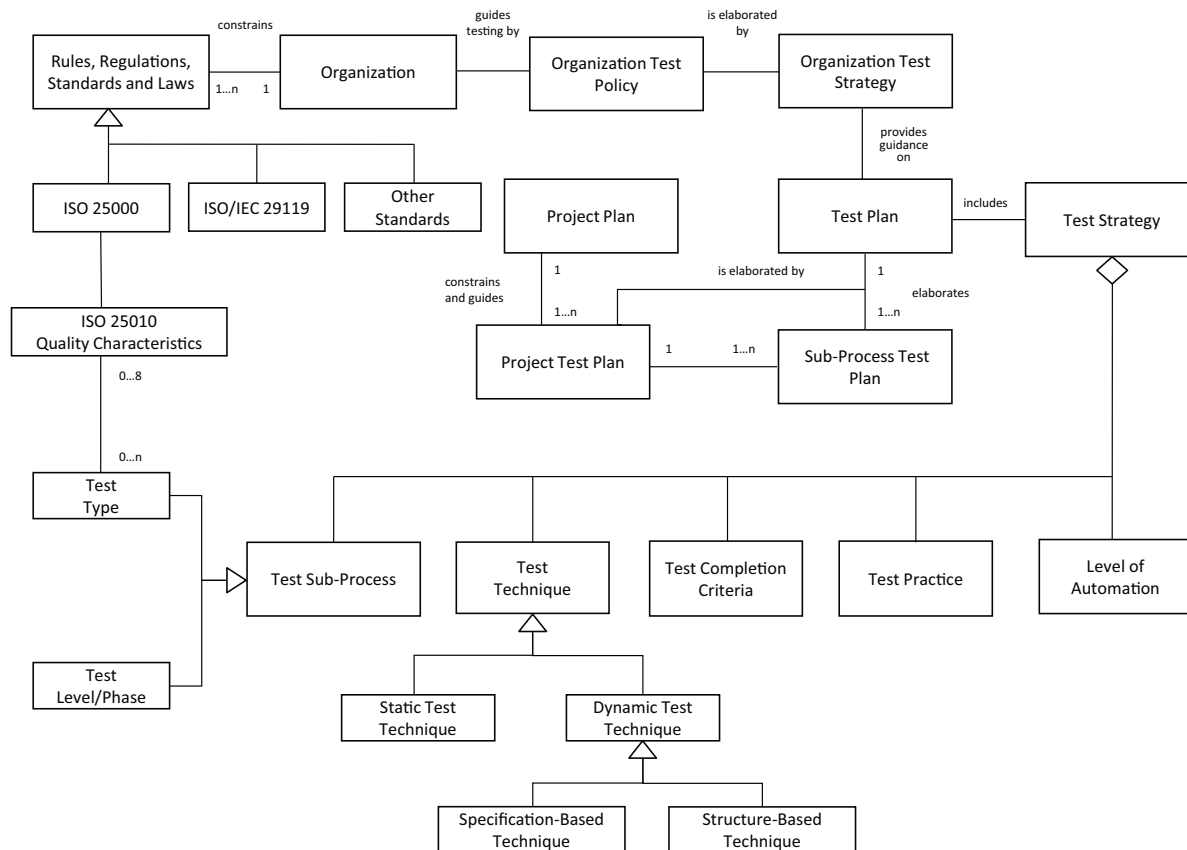 constrains
guides
testing by
is elaborated
by
Rules, Regulations,
Standards and Laws
1...n
1
Organization
Organization Test
Policy
Organization Test
Strategy
provides
guidance
on
ISO 25000
ISO/IEC 29119
Other
Standards
Project Plan
Test Plan
includes
Test Strategy
constrains
and guides
1
1...n
is elaborated by
1
elaborates
1...n
ISO 25010
Quality Characteristics
Project Test Plan
1
1...n
Sub-Process Test
Plan
0...8
0...n
Test
Type
Test Sub-Process
Test
Technique
Test Completion
Criteria
Test Practice
Level of
Automation
Test
Level/Phase
Static Test
Technique
Dynamic Test
Technique
Specification-Based
Technique
Structure-Based
Technique